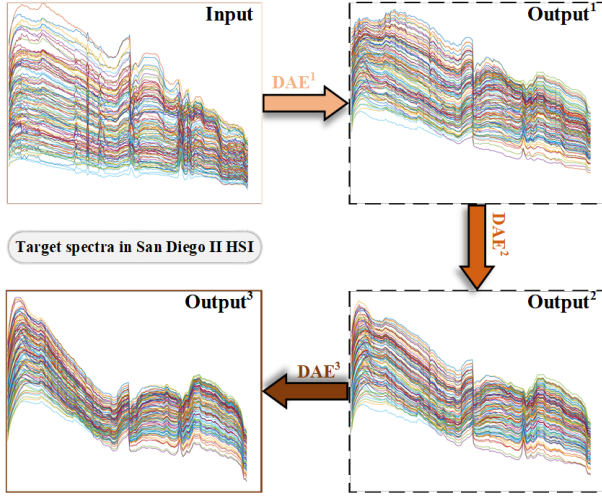 Input
DAE¹
Output¹
DAE²
Target spectra in San Diego II HSI
Output³
DAE³
Output²